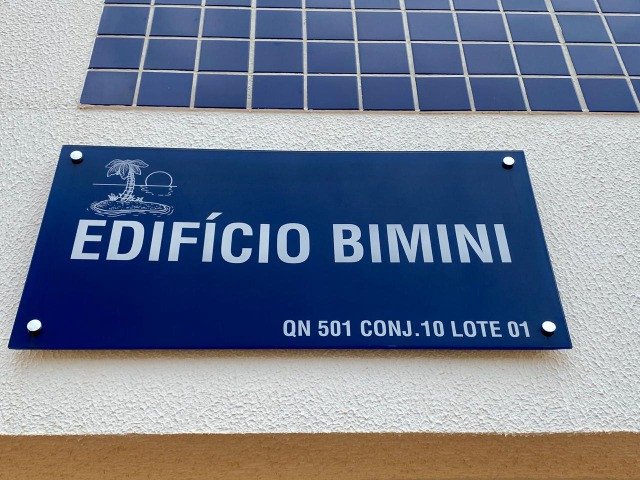 EDIFÍCIO BIMINI
QN 501 CONJ.10 LOTE 01